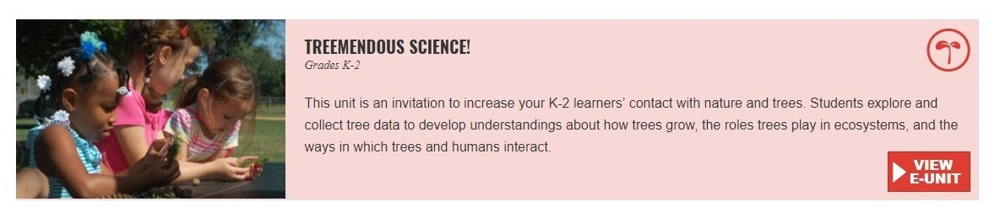 TREEMENDOUS SCIENCE!
Grades K-2
This unit is an invitation to increase your K-2 learners' contact with nature and trees. Students explore and
collect tree data to develop understandings about how trees grow, the roles trees play in ecosystems, and the
ways in which trees and humans interact.
VIEW
E-UNIT